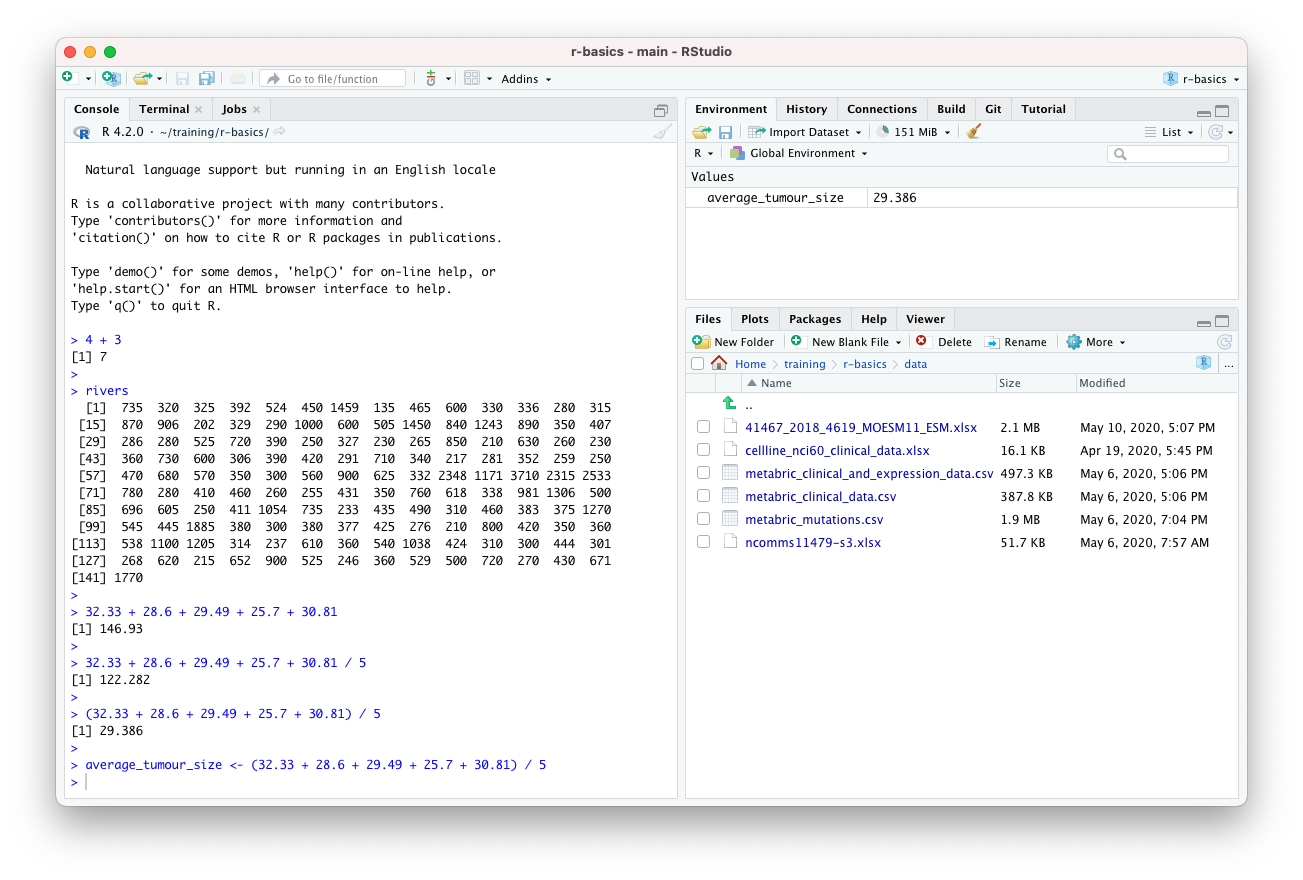 r-basics - main - RStudio
Go to file/function
Addins
r-basics
Console Terminal Jobs
R 4.2.0 · ~/training/r-basics/
Natural language support but running in an English locale
R is a collaborative project with many contributors.
Type 'contributors()' for more information and
'citation()' on how to cite R or R packages in publications.
Type 'demo()' for some demos, 'help()' for on-line help, or
'help.start()' for an HTML browser interface to help.
Type 'q()' to quit R.
> 4 + 3
[1] 7
>
> rivers
[1] 735 320 325 392 524 450 1459 135 465 600 330 336 280 315
[15] 870 906 202 329 290 1000 600 505 1450 840 1243 890 350 407
[29] 286 280 525 720 390 250 327 230 265 850 210 630 260 230
[43] 360 730 600 306 390 420 291 710 340 217 281 352 259 250
[57] 470 680 570 350 300 560 900 625 332 2348 1171 3710 2315 2533
[71] 780 280 410 460 260 255 431 350 760 618 338 981 1306 500
[85] 696 605 250 411 1054 735 233 435 490 310 460 383 375 1270
[99] 545 445 1885 380 300 380 377 425 276 210 800 420 350 360
[113] 538 1100 1205 314 237 610 360 540 1038 424 310 300 444 301
[127] 268 620 215 652 900 525 246 360 529 500 720 270 430 671
[141] 1770
>
> 32.33 + 28.6 + 29.49 + 25.7 + 30.81
[1] 146.93
>
> 32.33 + 28.6 + 29.49 + 25.7 + 30.81 / 5
[1] 122.282
>
> (32.33 + 28.6 + 29.49 + 25.7 + 30.81) / 5
[1] 29.386
>
> average_tumour_size <- (32.33 + 28.6 + 29.49 + 25.7 + 30.81) / 5
>
Environment History Connections Build Git Tutorial
Import Dataset 151 MiB List
R Global Environment
Values
average_tumour_size 29.386
Files Plots Packages Help Viewer
New Folder New Blank File Delete Rename More
Home training r-basics data ...
Name Size Modified
..
41467_2018_4619_MOESM11_ESM.xlsx 2.1 MB May 10, 2020, 5:07 PM
cellline_nci60_clinical_data.xlsx 16.1 KB Apr 19, 2020, 5:45 PM
metabric_clinical_and_expression_data.csv 497.3 KB May 6, 2020, 5:06 PM
metabric_clinical_data.csv 387.8 KB May 6, 2020, 5:06 PM
metabric_mutations.csv 1.9 MB May 6, 2020, 7:04 PM
ncomms11479-s3.xlsx 51.7 KB May 6, 2020, 7:57 AM